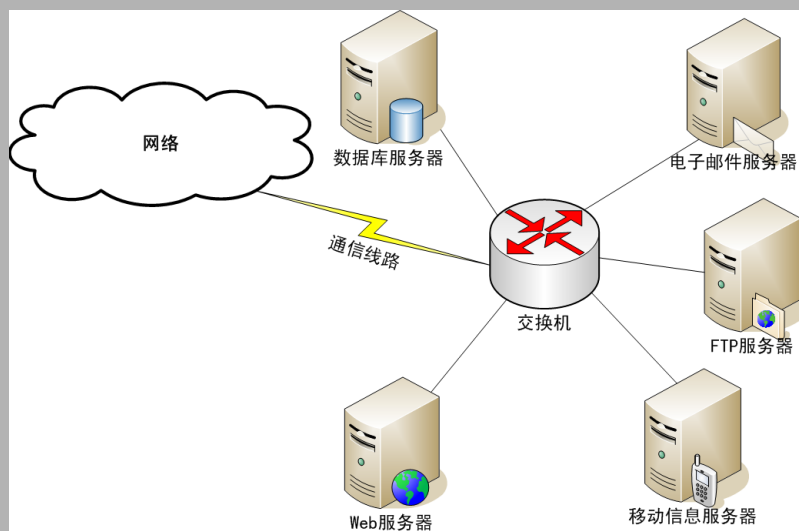 网络
数据库服务器
电子邮件服务器
通信线路
交换机
FTP服务器
Web服务器
移动信息服务器